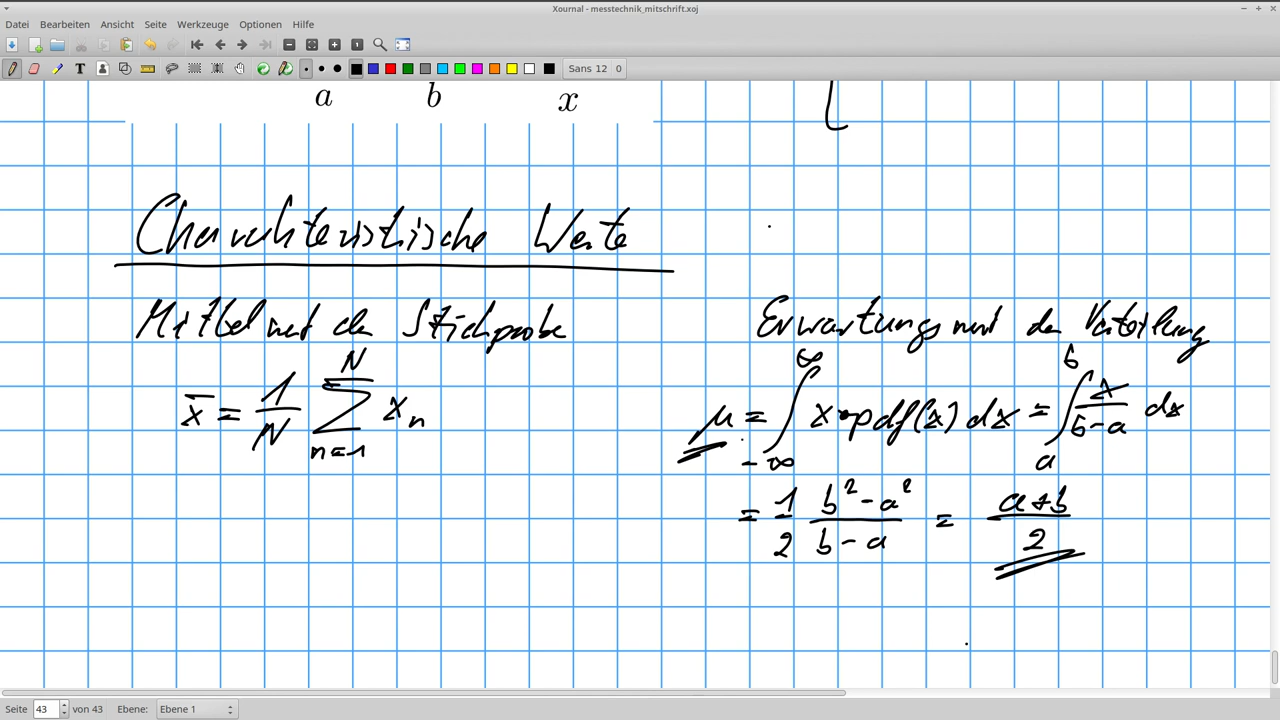 Xournal - messtechnik_mitschrift.xoj
Datei Bearbeiten Ansicht Seite Werkzeuge Optionen Hilfe
Sans 12 0
a b x
Charakteristische Werte
Mittelwert der Stichprobe
x̄ = 1/N ∑_{n=1}^{N} x_n
Erwartungswert der Verteilung
μ = ∫_{-∞}^{∞} x · pdf(x) dx = ∫_a^b x/(b-a) dx
= 1/2 (b² - a²)/(b - a) = (a+b)/2
Seite 43 von 43 Ebene: Ebene 1